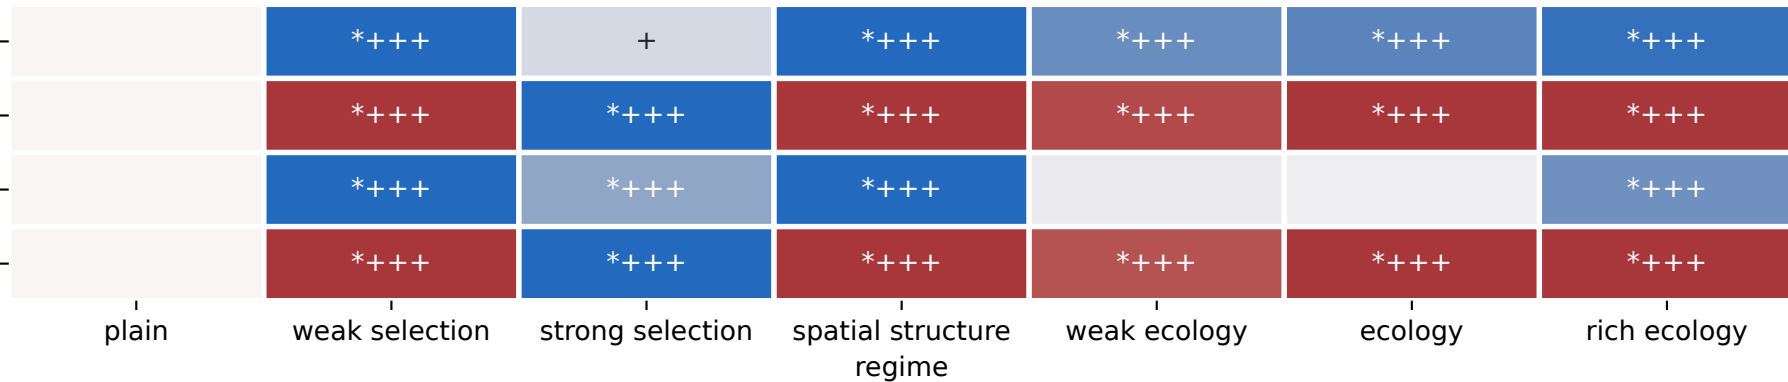 *+++ + *+++ *+++ *+++ *+++
*+++ *+++ *+++ *+++ *+++ *+++
*+++ *+++ *+++ *+++
*+++ *+++ *+++ *+++ *+++ *+++
plain weak selection strong selection spatial structure weak ecology ecology rich ecology
regime